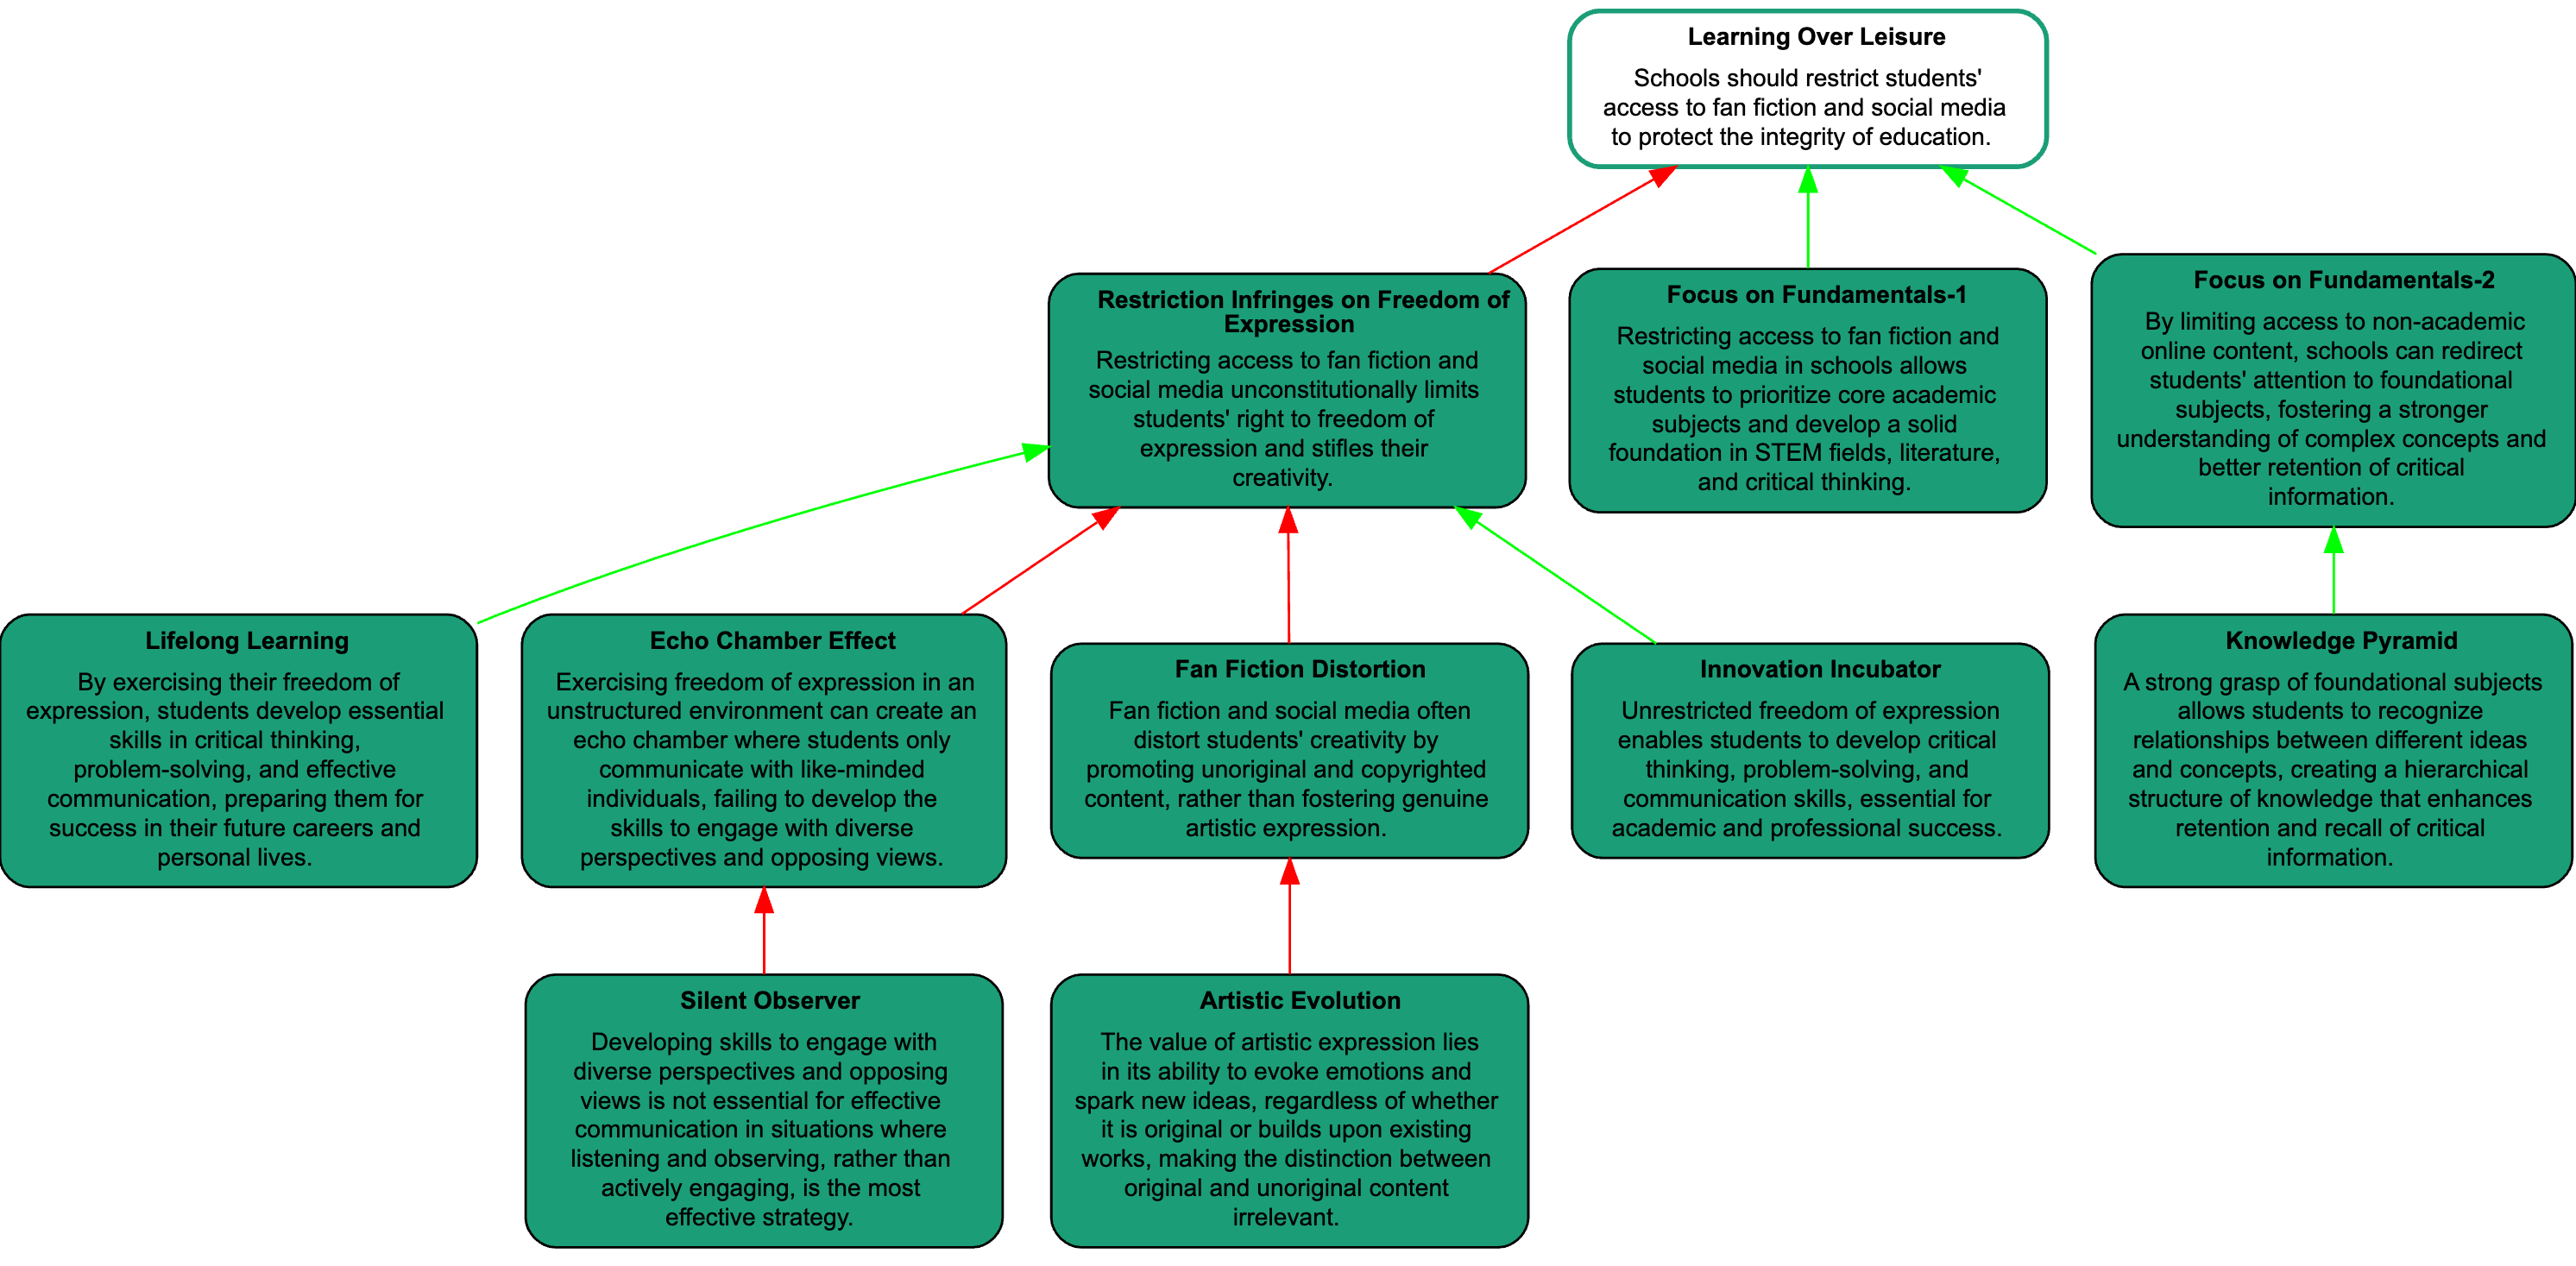 Learning Over Leisure
Schools should restrict students'
access to fan fiction and social media
to protect the integrity of education.
Restriction Infringes on Freedom of
Expression
Restricting access to fan fiction and
social media unconstitutionally limits
students' right to freedom of
expression and stifles their
creativity.
Focus on Fundamentals-1
Restricting access to fan fiction and
social media in schools allows
students to prioritize core academic
subjects and develop a solid
foundation in STEM fields, literature,
and critical thinking.
Focus on Fundamentals-2
By limiting access to non-academic
online content, schools can redirect
students' attention to foundational
subjects, fostering a stronger
understanding of complex concepts and
better retention of critical
information.
Lifelong Learning
By exercising their freedom of
expression, students develop essential
skills in critical thinking,
problem-solving, and effective
communication, preparing them for
success in their future careers and
personal lives.
Echo Chamber Effect
Exercising freedom of expression in an
unstructured environment can create an
echo chamber where students only
communicate with like-minded
individuals, failing to develop the
skills to engage with diverse
perspectives and opposing views.
Fan Fiction Distortion
Fan fiction and social media often
distort students' creativity by
promoting unoriginal and copyrighted
content, rather than fostering genuine
artistic expression.
Innovation Incubator
Unrestricted freedom of expression
enables students to develop critical
thinking, problem-solving, and
communication skills, essential for
academic and professional success.
Knowledge Pyramid
A strong grasp of foundational subjects
allows students to recognize
relationships between different ideas
and concepts, creating a hierarchical
structure of knowledge that enhances
retention and recall of critical
information.
Silent Observer
Developing skills to engage with
diverse perspectives and opposing
views is not essential for effective
communication in situations where
listening and observing, rather than
actively engaging, is the most
effective strategy.
Artistic Evolution
The value of artistic expression lies
in its ability to evoke emotions and
spark new ideas, regardless of whether
it is original or builds upon existing
works, making the distinction between
original and unoriginal content
irrelevant.